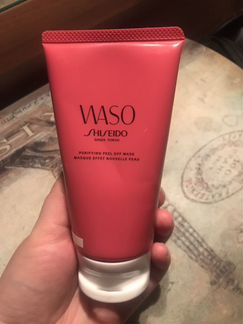 WASO
SHISEIDO
GINZA TOKYO
PURIFYING PEEL OFF MASK
MASQUE EFFET NOUVELLE PEAU